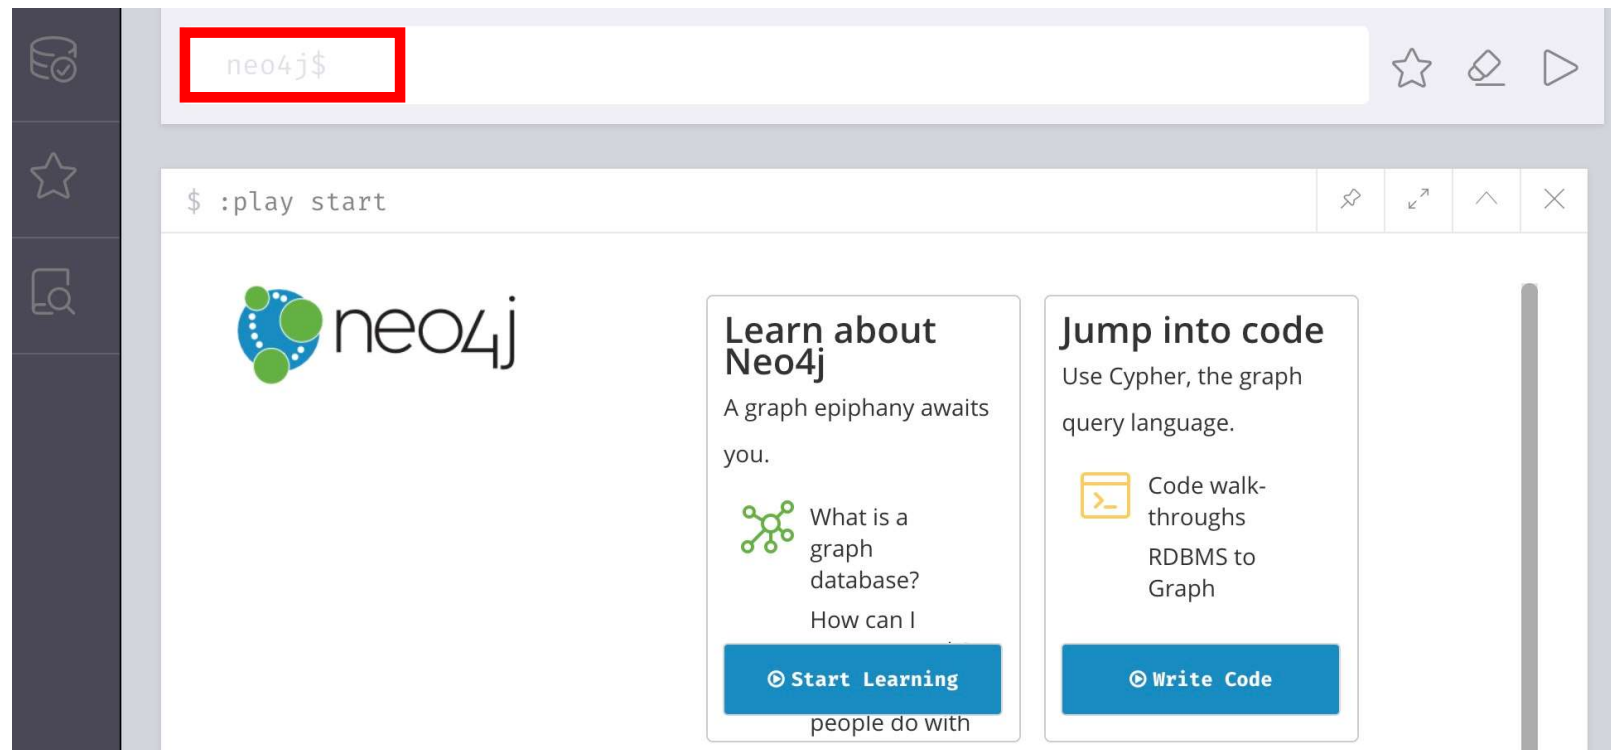 neo4j$
$ :play start
neo4j
Learn about
Neo4j
A graph epiphany awaits
you.
What is a
graph
database?
How can I
Start Learning
people do with
Jump into code
Use Cypher, the graph
query language.
Code walk-
throughs
RDBMS to
Graph
Write Code